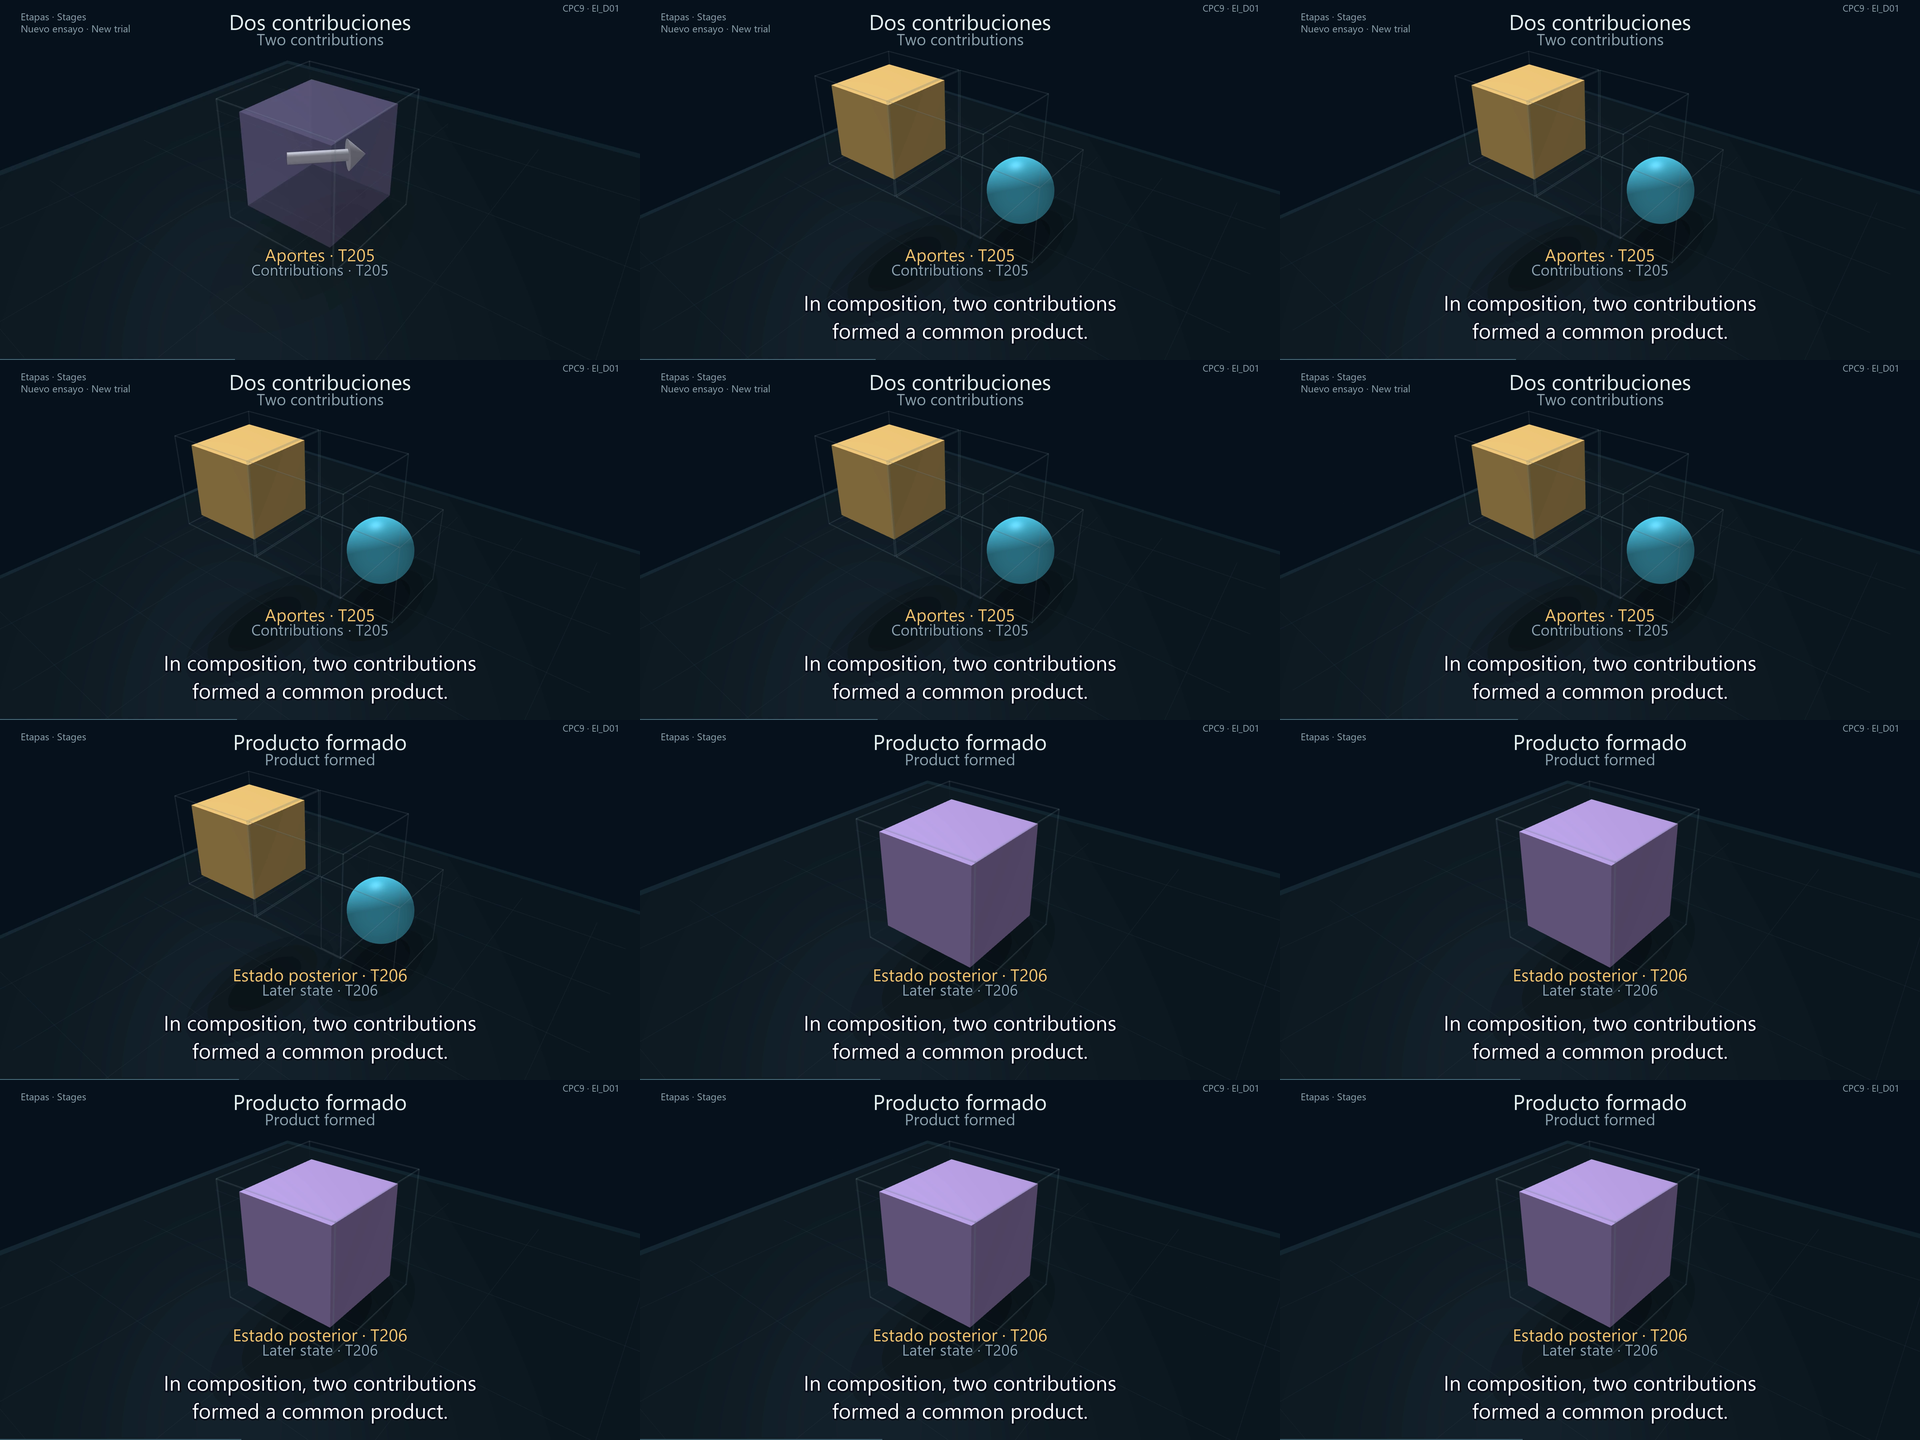 Etapas · Stages
Nuevo ensayo · New trial
CPC9 · EI_D01
Dos contribuciones
Two contributions
Aportes · T205
Contributions · T205
Etapas · Stages
Nuevo ensayo · New trial
CPC9 · EI_D01
Dos contribuciones
Two contributions
Aportes · T205
Contributions · T205
In composition, two contributions
formed a common product.
Etapas · Stages
Nuevo ensayo · New trial
CPC9 · EI_D01
Dos contribuciones
Two contributions
Aportes · T205
Contributions · T205
In composition, two contributions
formed a common product.
Etapas · Stages
Nuevo ensayo · New trial
CPC9 · EI_D01
Dos contribuciones
Two contributions
Aportes · T205
Contributions · T205
In composition, two contributions
formed a common product.
Etapas · Stages
Nuevo ensayo · New trial
CPC9 · EI_D01
Dos contribuciones
Two contributions
Aportes · T205
Contributions · T205
In composition, two contributions
formed a common product.
Etapas · Stages
Nuevo ensayo · New trial
CPC9 · EI_D01
Dos contribuciones
Two contributions
Aportes · T205
Contributions · T205
In composition, two contributions
formed a common product.
Etapas · Stages
CPC9 · EI_D01
Producto formado
Product formed
Estado posterior · T206
Later state · T206
In composition, two contributions
formed a common product.
Etapas · Stages
CPC9 · EI_D01
Producto formado
Product formed
Estado posterior · T206
Later state · T206
In composition, two contributions
formed a common product.
Etapas · Stages
CPC9 · EI_D01
Producto formado
Product formed
Estado posterior · T206
Later state · T206
In composition, two contributions
formed a common product.
Etapas · Stages
CPC9 · EI_D01
Producto formado
Product formed
Estado posterior · T206
Later state · T206
In composition, two contributions
formed a common product.
Etapas · Stages
CPC9 · EI_D01
Producto formado
Product formed
Estado posterior · T206
Later state · T206
In composition, two contributions
formed a common product.
Etapas · Stages
CPC9 · EI_D01
Producto formado
Product formed
Estado posterior · T206
Later state · T206
In composition, two contributions
formed a common product.